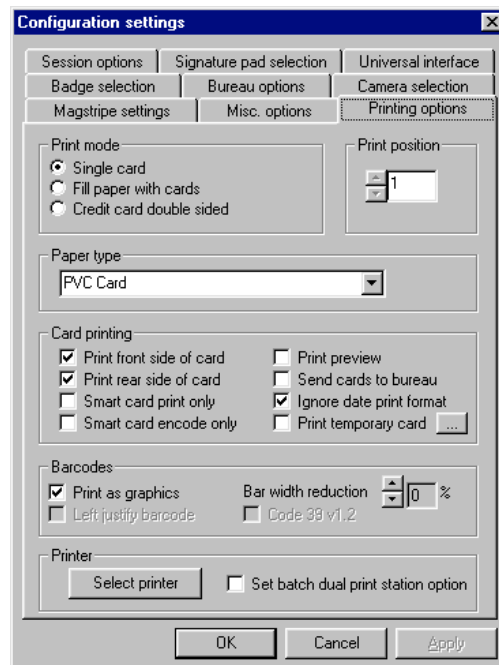 Configuration settings
Session options Signature pad selection Universal interface
Badge selection Bureau options Camera selection
Magstripe settings Misc. options Printing options
Print mode Print position
Single card
Fill paper with cards 1
Credit card double sided
Paper type
PVC Card
Card printing
Print front side of card Print preview
Print rear side of card Send cards to bureau
Smart card print only Ignore date print format
Smart card encode only Print temporary card ...
Barcodes
Print as graphics Bar width reduction 0 %
Left justify barcode Code 39 v1.2
Printer
Select printer Set batch dual print station option
OK Cancel Apply